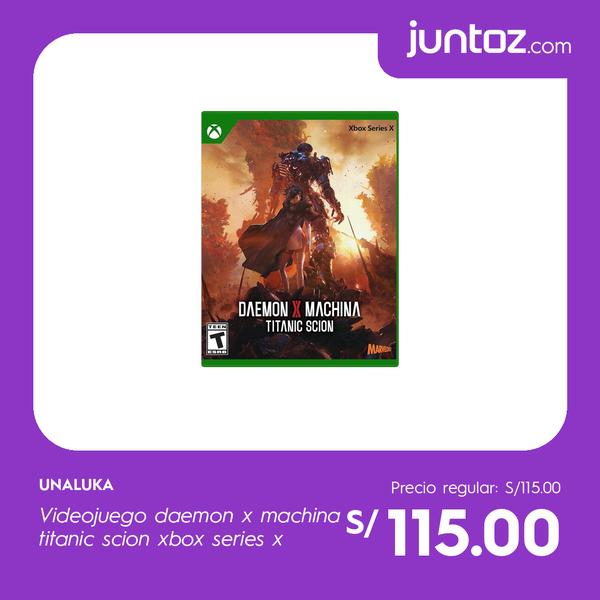 juntoz.com
Xbox Series X
DAEMON X MACHINA
TITANIC SCION
TEEN
T
ESRB
MARVELOUS
UNALUKA
Precio regular: S/115.00
Videojuego daemon x machina
titanic scion xbox series x
S/115.00